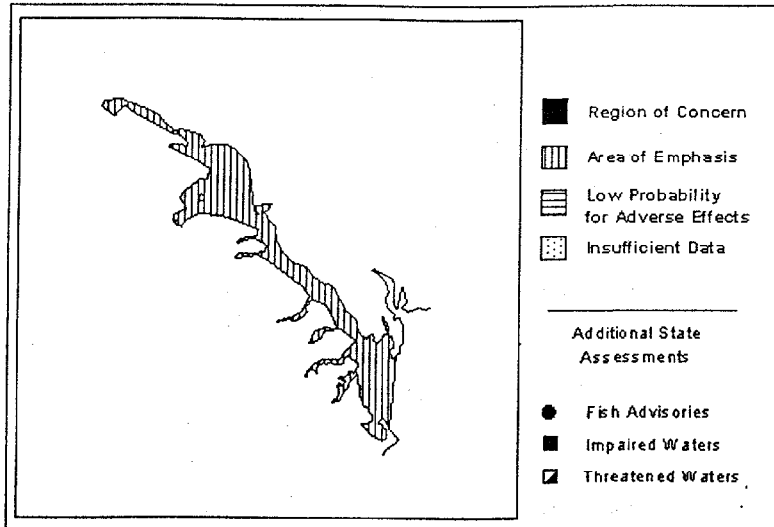 Region of Concern
Area of Emphasis
Low Probability
for Adverse Effects
Insufficient Data
Additional State
Assessments
Fish Advisories
Impaired Waters
Threatened Waters